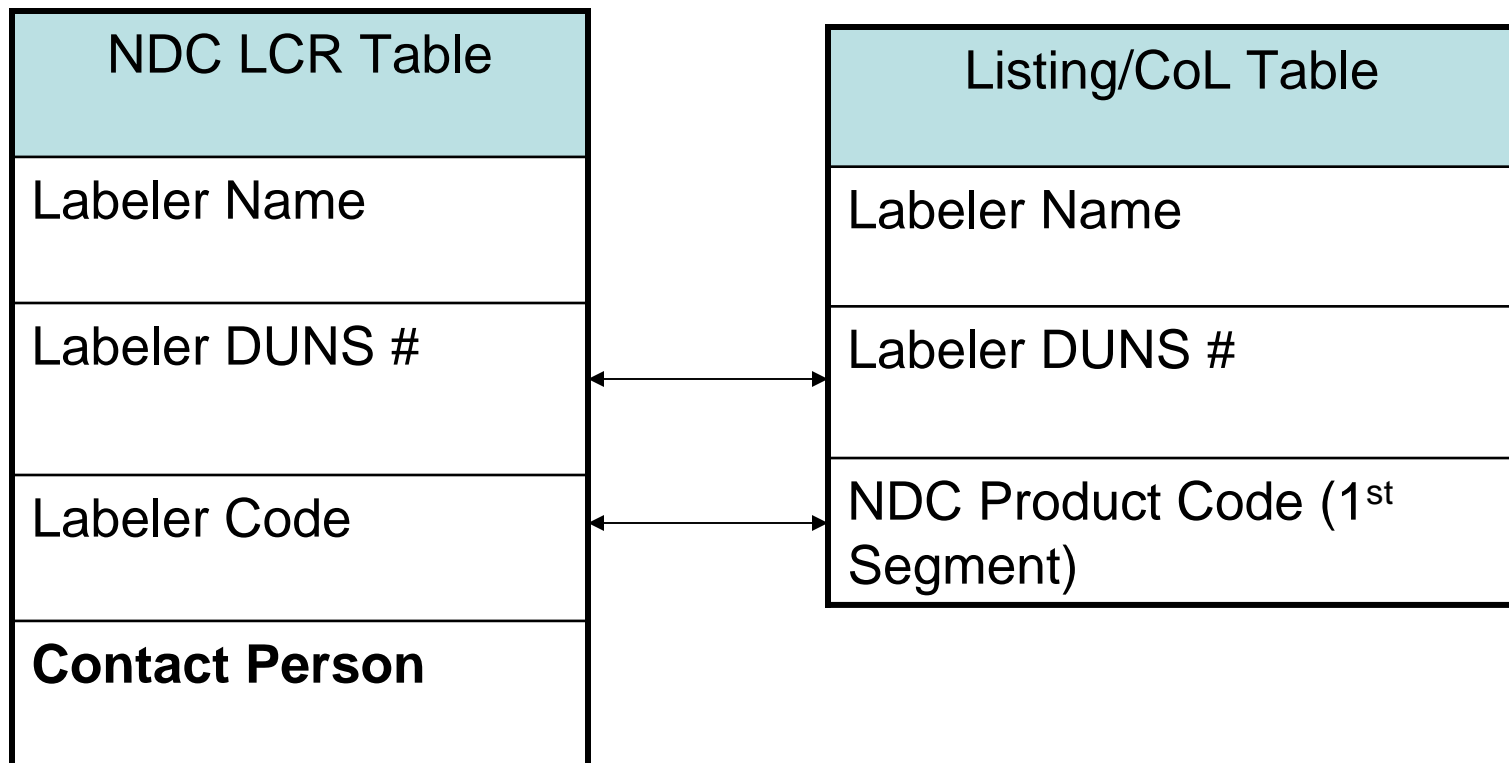 NDC LCR Table
Labeler Name
Labeler DUNS #
Labeler Code
Contact Person
Listing/CoL Table
Labeler Name
Labeler DUNS #
NDC Product Code (1st
Segment)